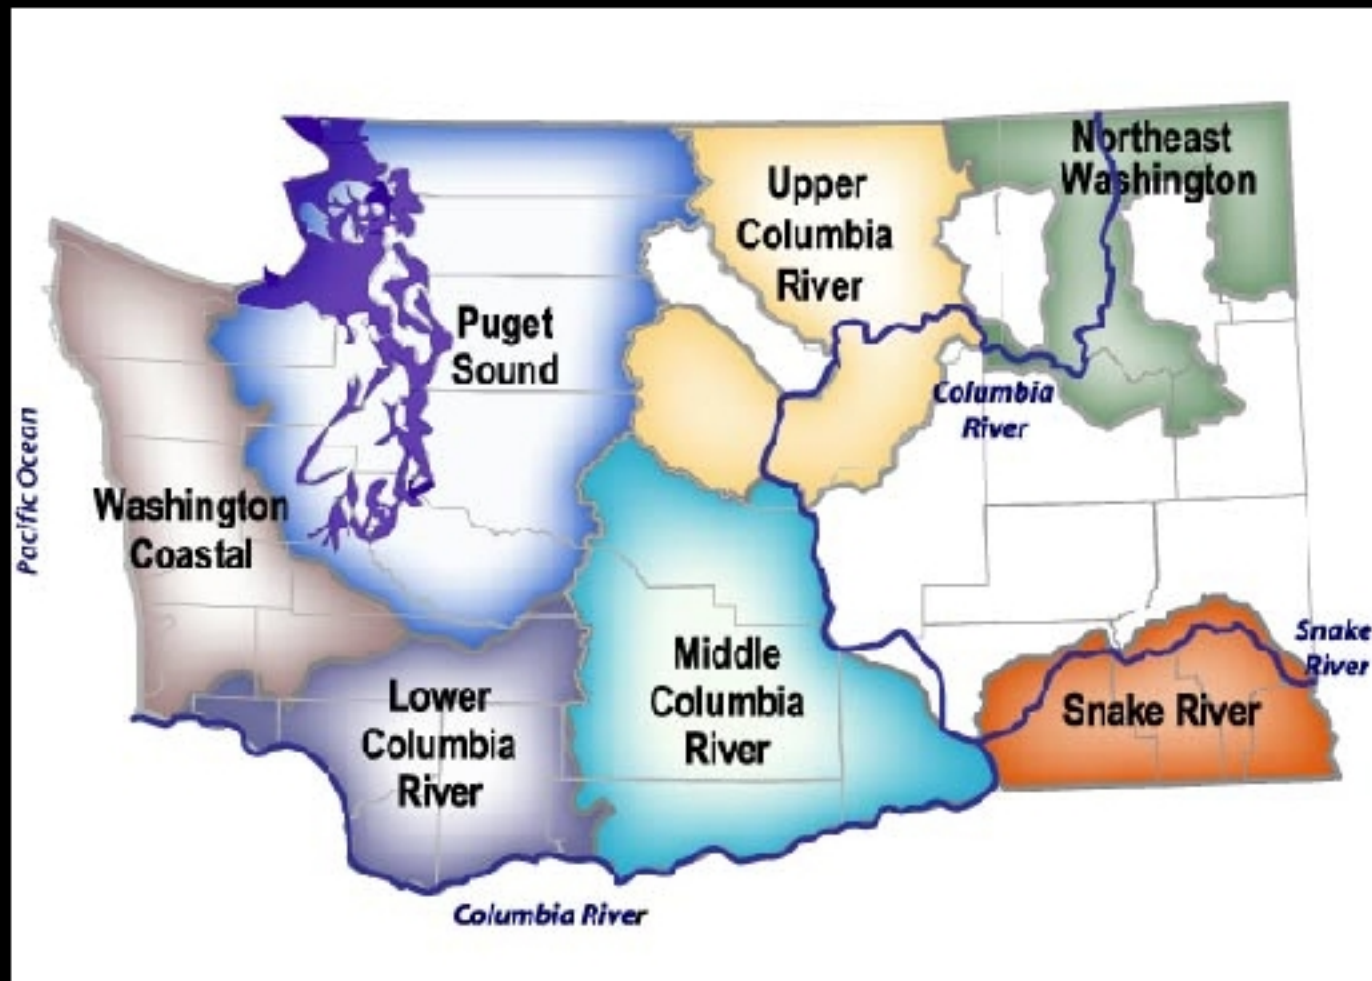 Northeast
Washington
Upper
Columbia
River
Puget
Sound
Columbia
River
Pacific Ocean
Washington
Coastal
Snake
River
Middle
Columbia
River
Lower
Columbia
River
Snake River
Columbia River